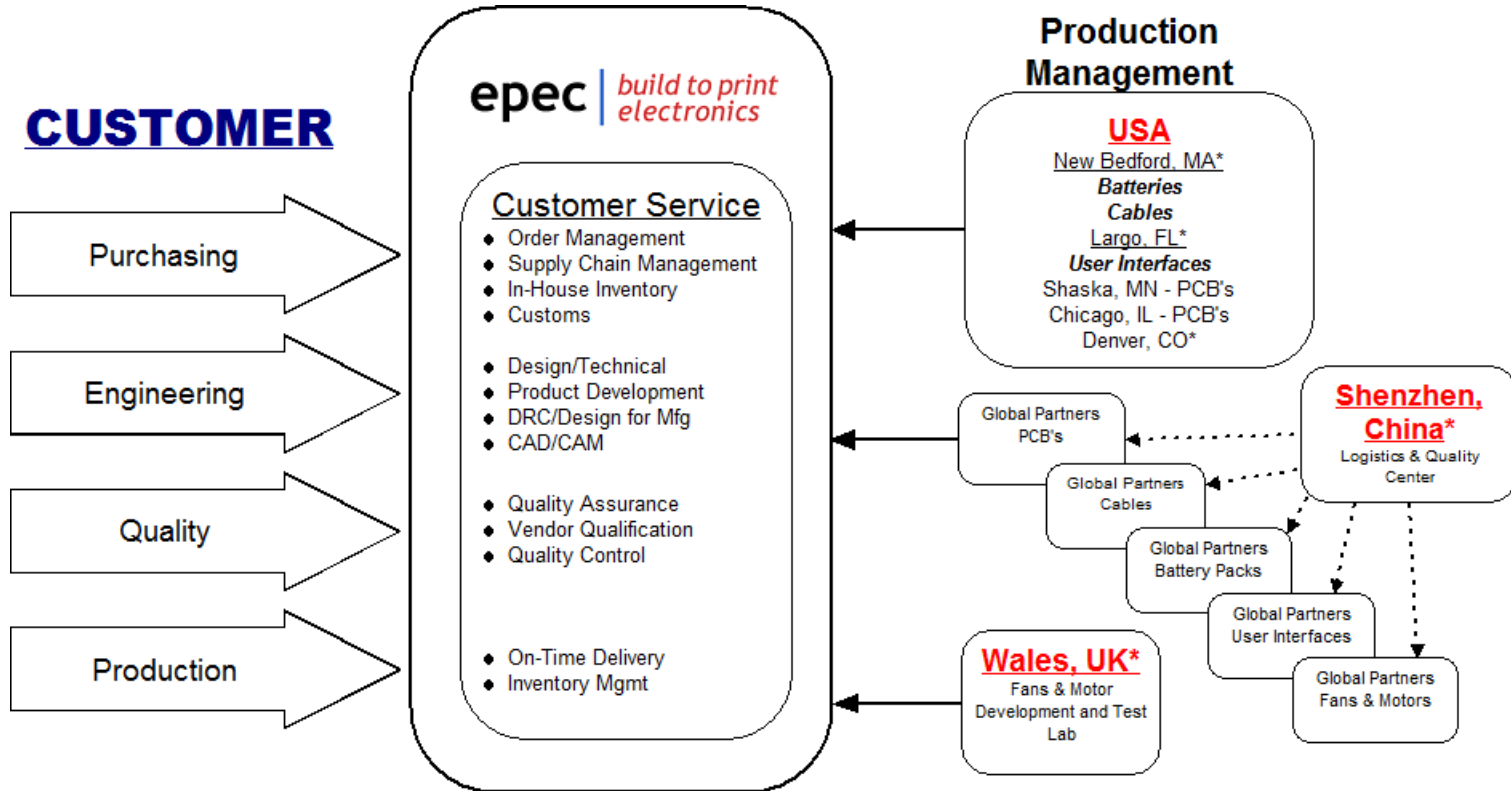 CUSTOMER
Purchasing
Engineering
Quality
Production
epec
build to print
electronics
Customer Service
Order Management
Supply Chain Management
In-House Inventory
Customs
Design/Technical
Product Development
DRC/Design for Mfg
CAD/CAM
Quality Assurance
Vendor Qualification
Quality Control
On-Time Delivery
Inventory Mgmt
Production
Management
USA
New Bedford, MA*
Batteries
Cables
Largo, FL*
User Interfaces
Shaska, MN - PCB's
Chicago, IL - PCB's
Denver, CO*
Shenzhen,
China*
Logistics & Quality
Center
Global Partners
PCB's
Global Partners
Cables
Global Partners
Battery Packs
Global Partners
User Interfaces
Global Partners
Fans & Motors
Wales, UK*
Fans & Motor
Development and Test
Lab